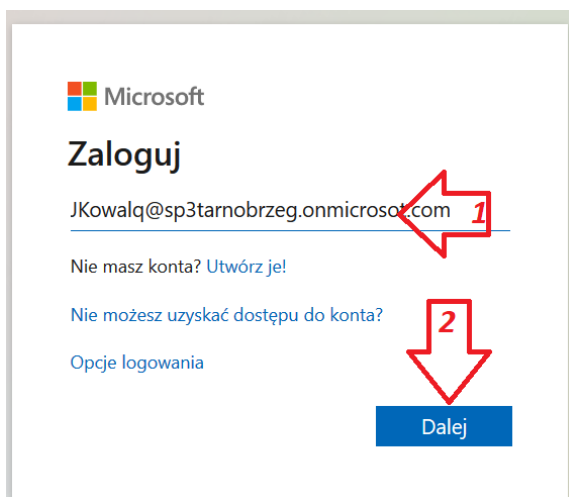 Microsoft
Zaloguj
JKowalq@sp3tarnobrzeg.onmicrosot.com
1
Nie masz konta? Utwórz je!
Nie możesz uzyskać dostępu do konta?
2
Opcje logowania
Dalej